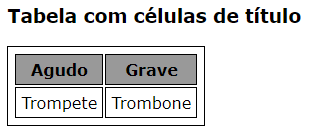 Tabela com células de título
Agudo Grave
Trompete Trombone